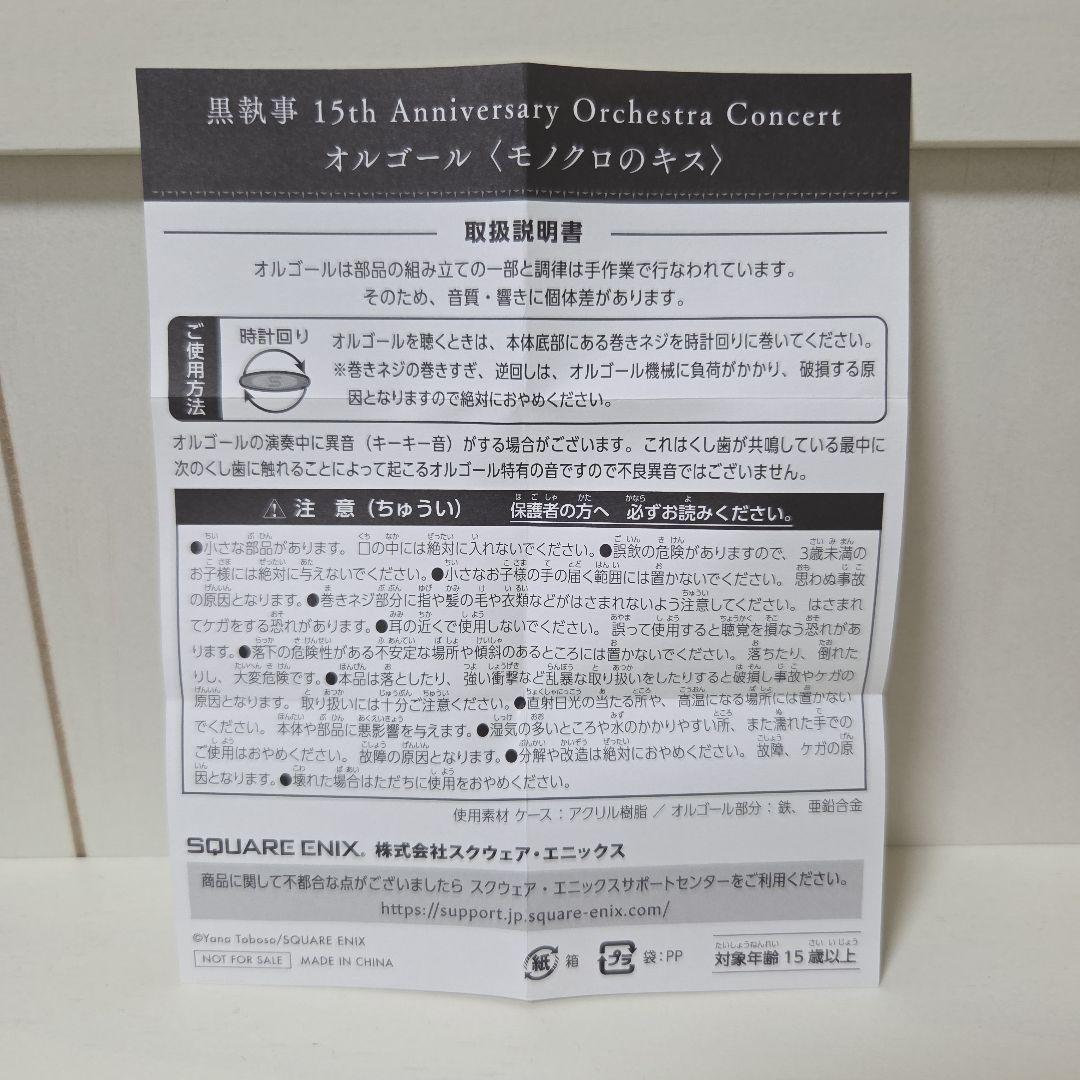 黒執事 15th Anniversary Orchestra Concert
オルゴール〈モノクロのキス〉
取扱説明書
オルゴールは部品の組み立ての一部と調律は手作業で行なわれています。
そのため、音質・響きに個体差があります。
ご使用方法
時計回り
S
オルゴールを聴くときは、本体底部にある巻きネジを時計回りに巻いてください。
※巻きネジの巻きすぎ、逆回しは、オルゴール機械に負荷がかかり、破損する原
因となりますので絶対におやめください。
オルゴールの演奏中に異音（キーキー音）がする場合がございます。これはくし歯が共鳴している最中に
次のくし歯に触れることによって起こるオルゴール特有の音ですので不良異音ではございません。
⚠ 注 意（ちゅうい） 保護者の方へ 必ずお読みください。
●小さな部品があります。口の中には絶対に入れないでください。●誤飲の危険がありますので、3歳未満の
お子様には絶対に与えないでください。●小さなお子様の手の届く範囲には置かないでください。思わぬ事故
の原因となります。●巻きネジ部分に指や髪の毛や衣類などがはさまれないよう注意してください。はさまれ
てケガをする恐れがあります。●耳の近くで使用しないでください。誤って使用すると聴覚を損なう恐れがあ
ります。●落下の危険性がある不安定な場所や傾斜のあるところには置かないでください。落ちたり、倒れた
りし、大変危険です。●本品は落としたり、強い衝撃など乱暴な取り扱いをしたりすると破損し事故やケガの
原因となります。取り扱いには十分ご注意ください。●直射日光の当たる所や、高温になる場所には置かない
でください。本体や部品に悪影響を与えます。●湿気の多いところや水のかかりやすい所、また濡れた手での
ご使用はおやめください。故障の原因となります。●分解や改造は絶対におやめください。故障、ケガの原
因となります。●壊れた場合はただちに使用をおやめください。
使用素材 ケース：アクリル樹脂 ／ オルゴール部分：鉄、亜鉛合金
SQUARE ENIX. 株式会社スクウェア・エニックス
商品に関して不都合な点がございましたら スクウェア・エニックスサポートセンターをご利用ください。
https://support.jp.square-enix.com/
©Yana Toboso/SQUARE ENIX
NOT FOR SALE MADE IN CHINA
紙 箱 プラ 袋：PP
対象年齢 15 歳以上